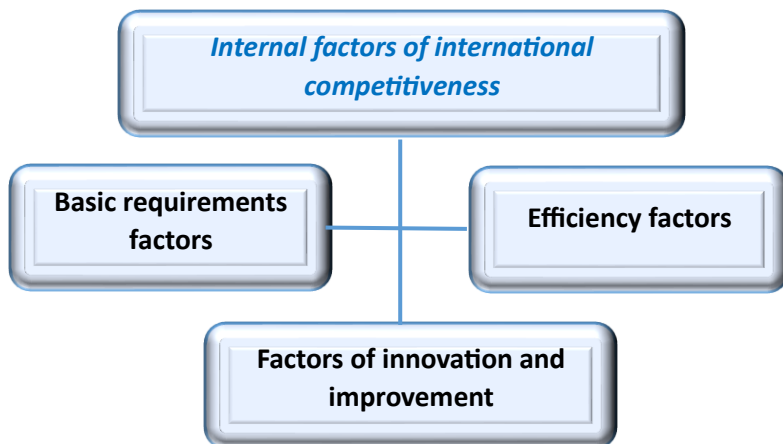 Internal factors of international
competitiveness
Basic requirements
factors
Efficiency factors
Factors of innovation and
improvement